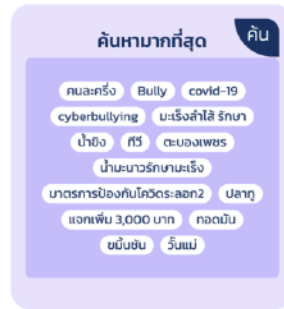 ค้นหามากที่สุด
ค้น
คนละครึ่ง Bully covid-19
cyberbullying มะเร็งลำไส้ รักษา
น้ำขิง ทีวี ตะบองเพชร
น้ำมะนาวรักษามะเร็ง
มาตรการป้องกันโควิดระลอก2 ปลาทู
แจกเพิ่ม 3,000 บาท ทอดมัน
ขมิ้นชัน วั้นแม่